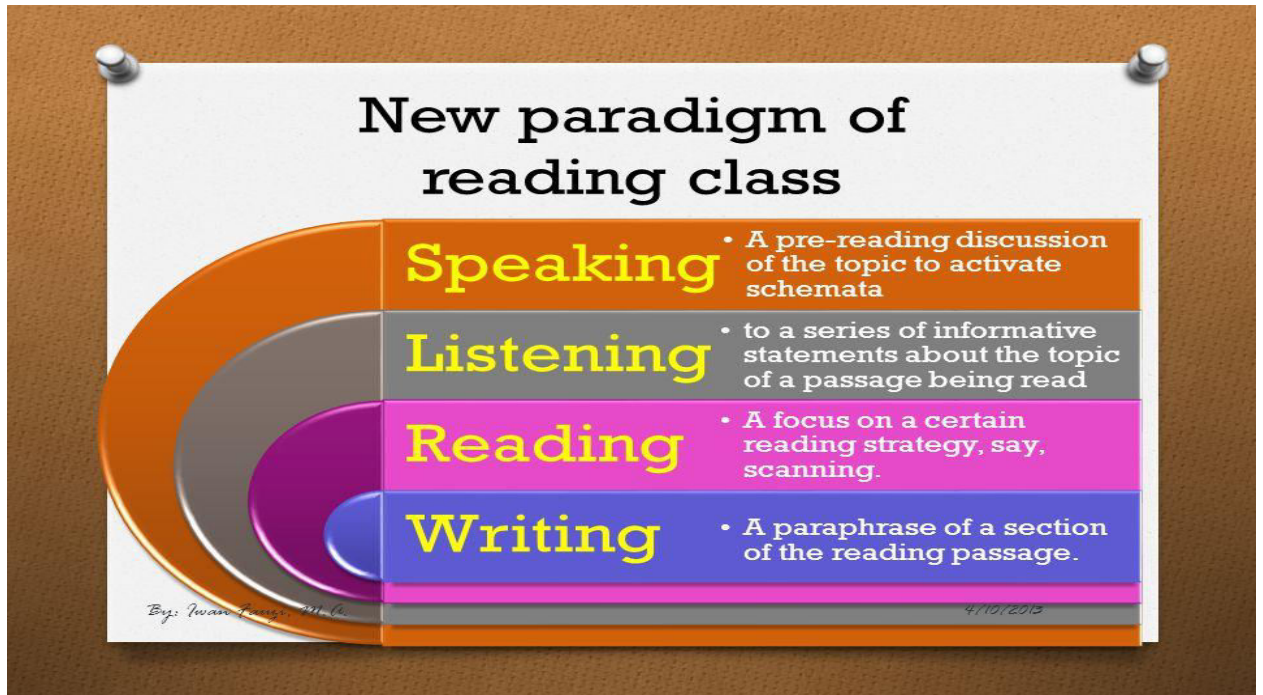 New paradigm of
reading class
Speaking
• A pre-reading discussion
of the topic to activate
schemata
Listening
• to a series of informative
statements about the topic
of a passage being read
Reading
• A focus on a certain
reading strategy, say,
scanning.
Writing
• A paraphrase of a section
of the reading passage.
By: Iwan Fauzi, M.A.
4/10/2013